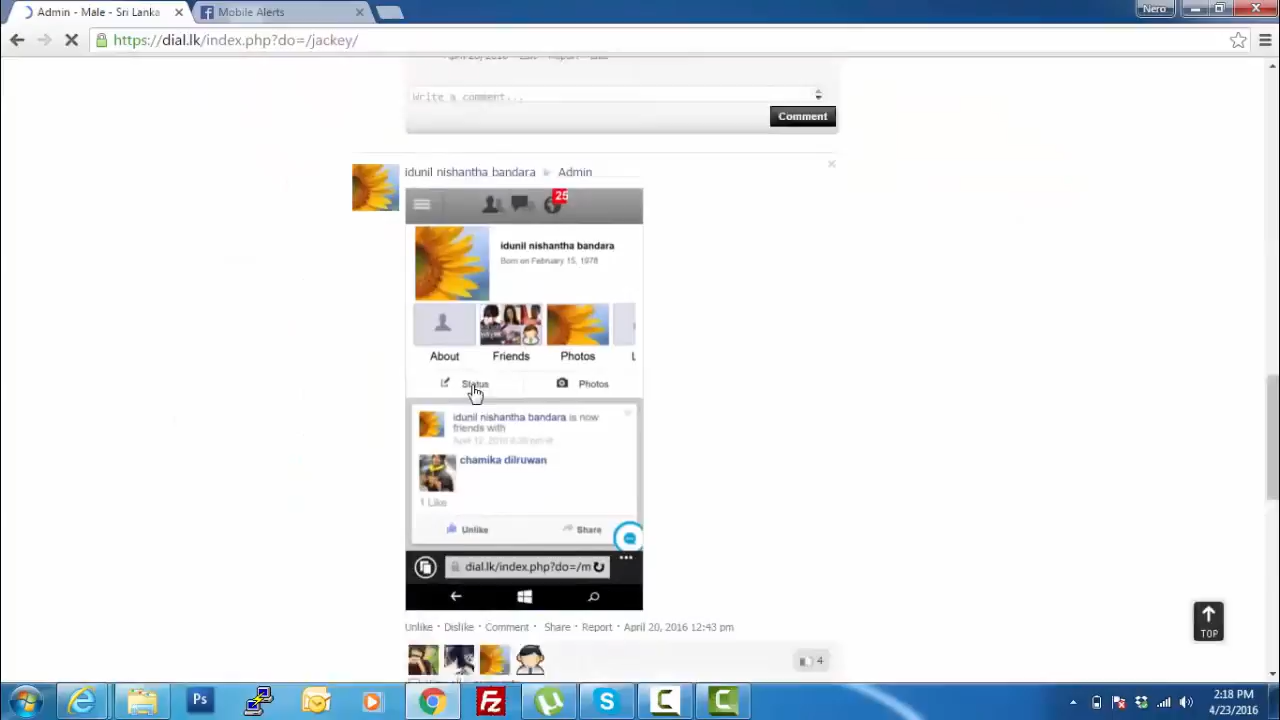 Admin - Male - Sri Lanka
Mobile Alerts
Nero
https://dial.lk/index.php?do=/jackey/
Write a comment...
Comment
idunil nishantha bandara Admin
25
idunil nishantha bandara
Born on February 15, 1978
About Friends Photos
Status Photos
idunil nishantha bandara is now
friends with
chamika dilruwan
1 Like
Unlike Share
dial.lk/index.php?do=/m
Unlike · Dislike · Comment · Share · Report · April 20, 2016 12:43 pm
4
TOP
2:18 PM
4/23/2016